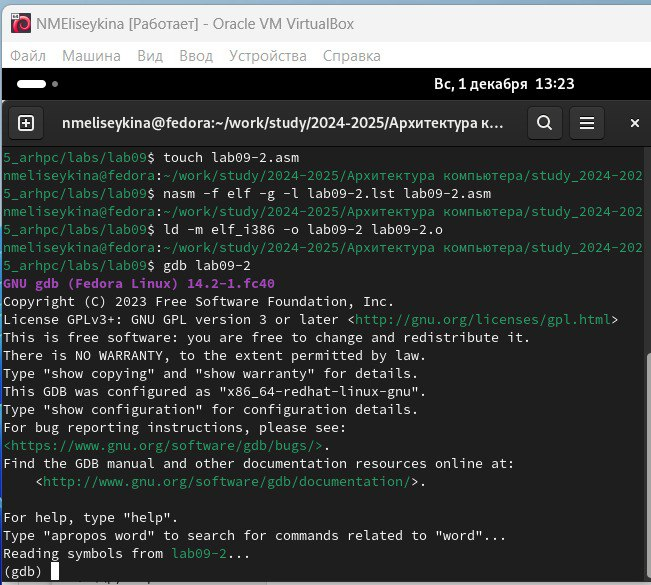 NMEliseykina [Работает] - Oracle VM VirtualBox
Файл Машина Вид Ввод Устройства Справка
Вс, 1 декабря 13:23
nmeliseykina@fedora:~/work/study/2024-2025/Архитектура к...
5_arhpc/labs/lab09$ touch lab09-2.asm
nmeliseykina@fedora:~/work/study/2024-2025/Архитектура компьютера/study_2024-202
5_arhpc/labs/lab09$ nasm -f elf -g -l lab09-2.lst lab09-2.asm
nmeliseykina@fedora:~/work/study/2024-2025/Архитектура компьютера/study_2024-202
5_arhpc/labs/lab09$ ld -m elf_i386 -o lab09-2 lab09-2.o
nmeliseykina@fedora:~/work/study/2024-2025/Архитектура компьютера/study_2024-202
5_arhpc/labs/lab09$ gdb lab09-2
GNU gdb (Fedora Linux) 14.2-1.fc40
Copyright (C) 2023 Free Software Foundation, Inc.
License GPLv3+: GNU GPL version 3 or later <http://gnu.org/licenses/gpl.html>
This is free software: you are free to change and redistribute it.
There is NO WARRANTY, to the extent permitted by law.
Type "show copying" and "show warranty" for details.
This GDB was configured as "x86_64-redhat-linux-gnu".
Type "show configuration" for configuration details.
For bug reporting instructions, please see:
<https://www.gnu.org/software/gdb/bugs/>.
Find the GDB manual and other documentation resources online at:
<http://www.gnu.org/software/gdb/documentation/>.
For help, type "help".
Type "apropos word" to search for commands related to "word"...
Reading symbols from lab09-2...
(gdb)